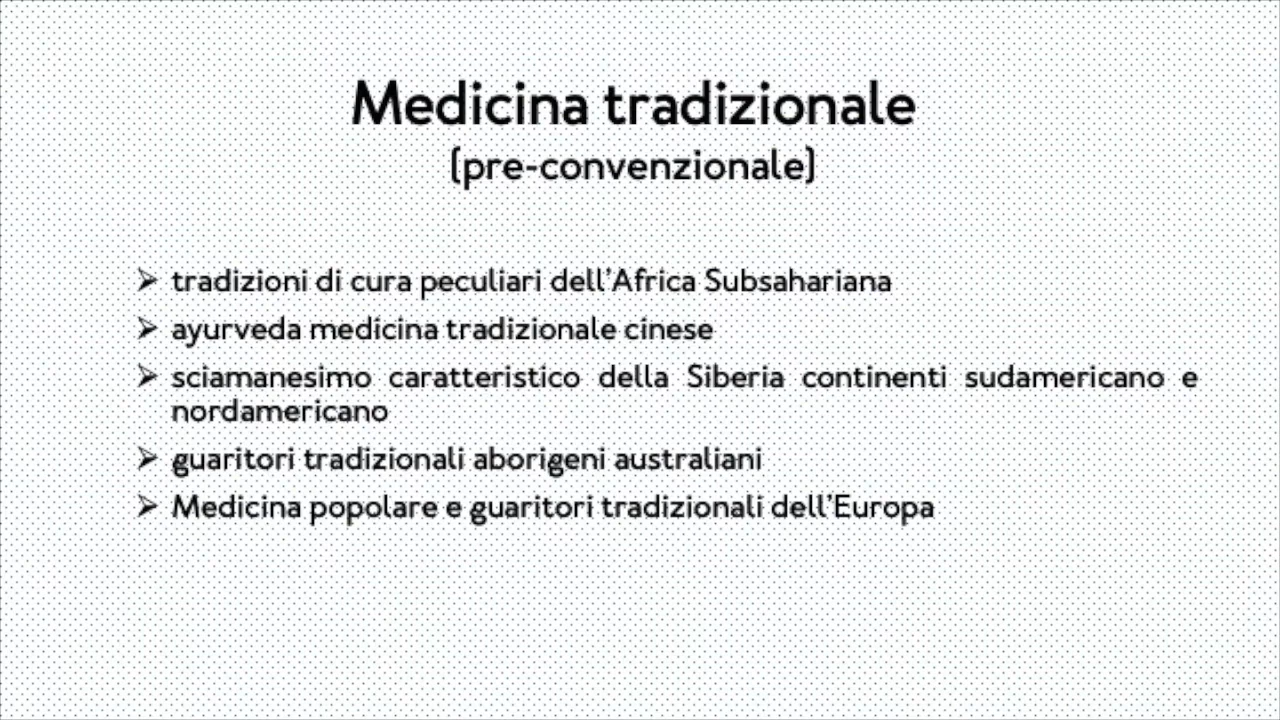 Medicina tradizionale
(pre-convenzionale)
➢ tradizioni di cura peculiari dell’Africa Subsahariana
➢ ayurveda medicina tradizionale cinese
➢ sciamanesimo caratteristico della Siberia continenti sudamericano e
nordamericano
➢ guaritori tradizionali aborigeni australiani
➢ Medicina popolare e guaritori tradizionali dell’Europa